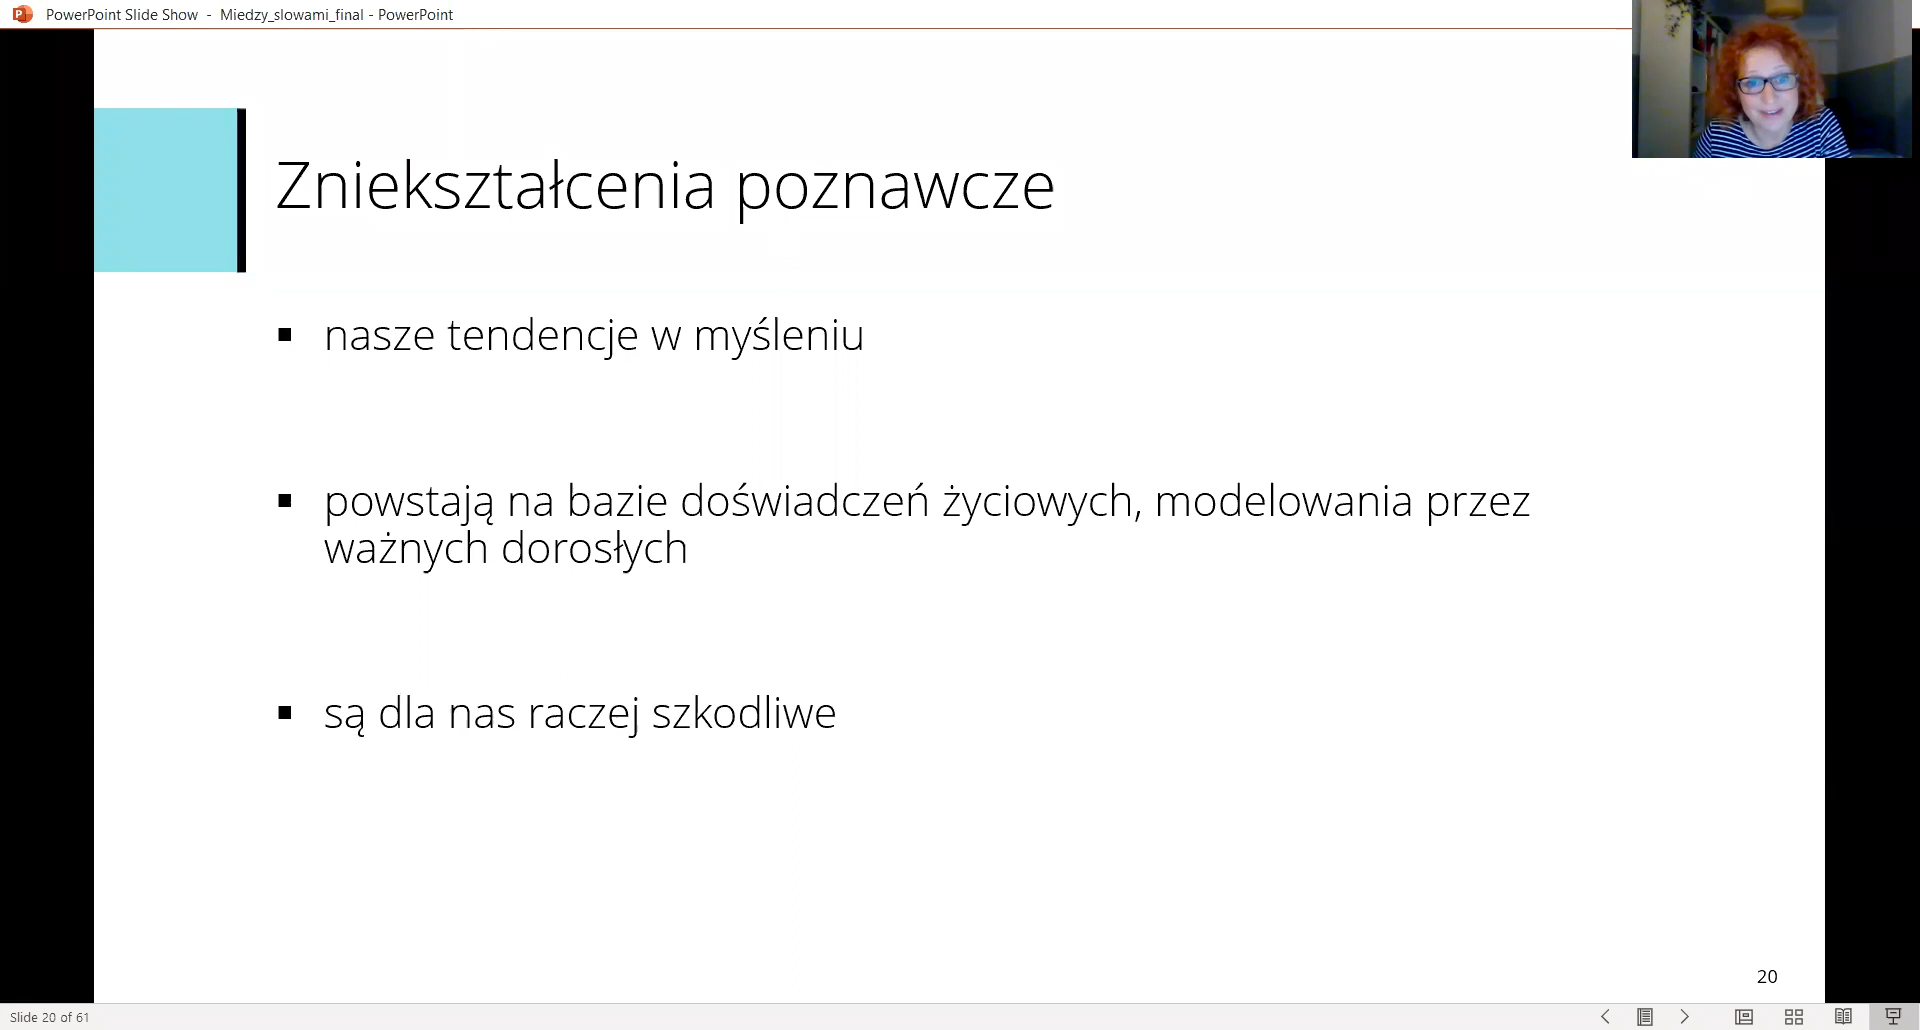 PowerPoint Slide Show - Miedzy_slowami_final - PowerPoint
Zniekształcenia poznawcze
▪ nasze tendencje w myśleniu
▪ powstają na bazie doświadczeń życiowych, modelowania przez
ważnych dorosłych
▪ są dla nas raczej szkodliwe
20
Slide 20 of 61